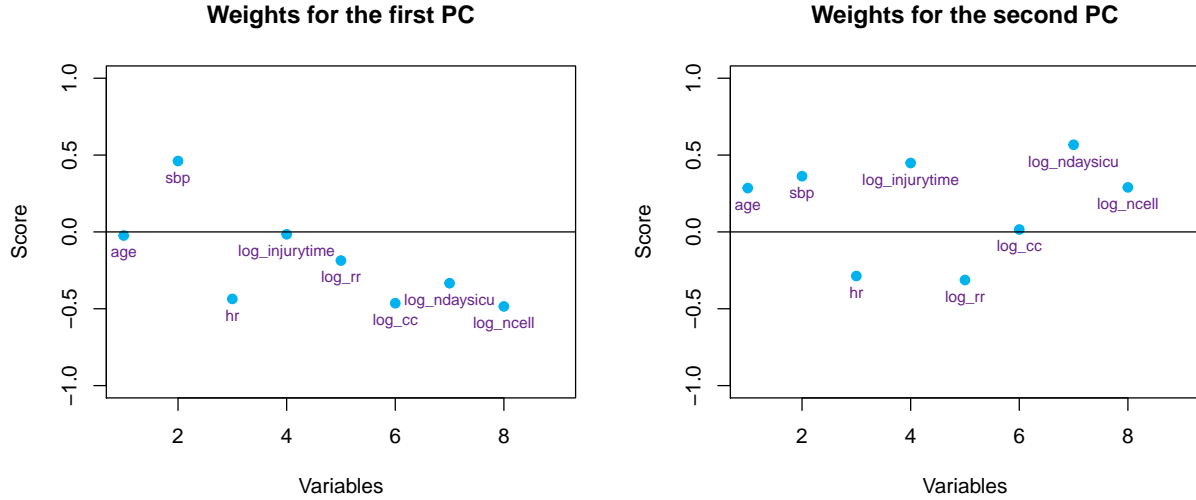 Weights for the first PC
Score
1.0
0.5
0.0
−0.5
−1.0
sbp
age
log_injurytime
log_rr
hr
log_ndaysicu
log_cc
log_ncell
2
4
6
8
Variables
Weights for the second PC
Score
1.0
0.5
0.0
−0.5
−1.0
log_ndaysicu
log_injurytime
sbp
age
log_ncell
log_cc
hr
log_rr
2
4
6
8
Variables